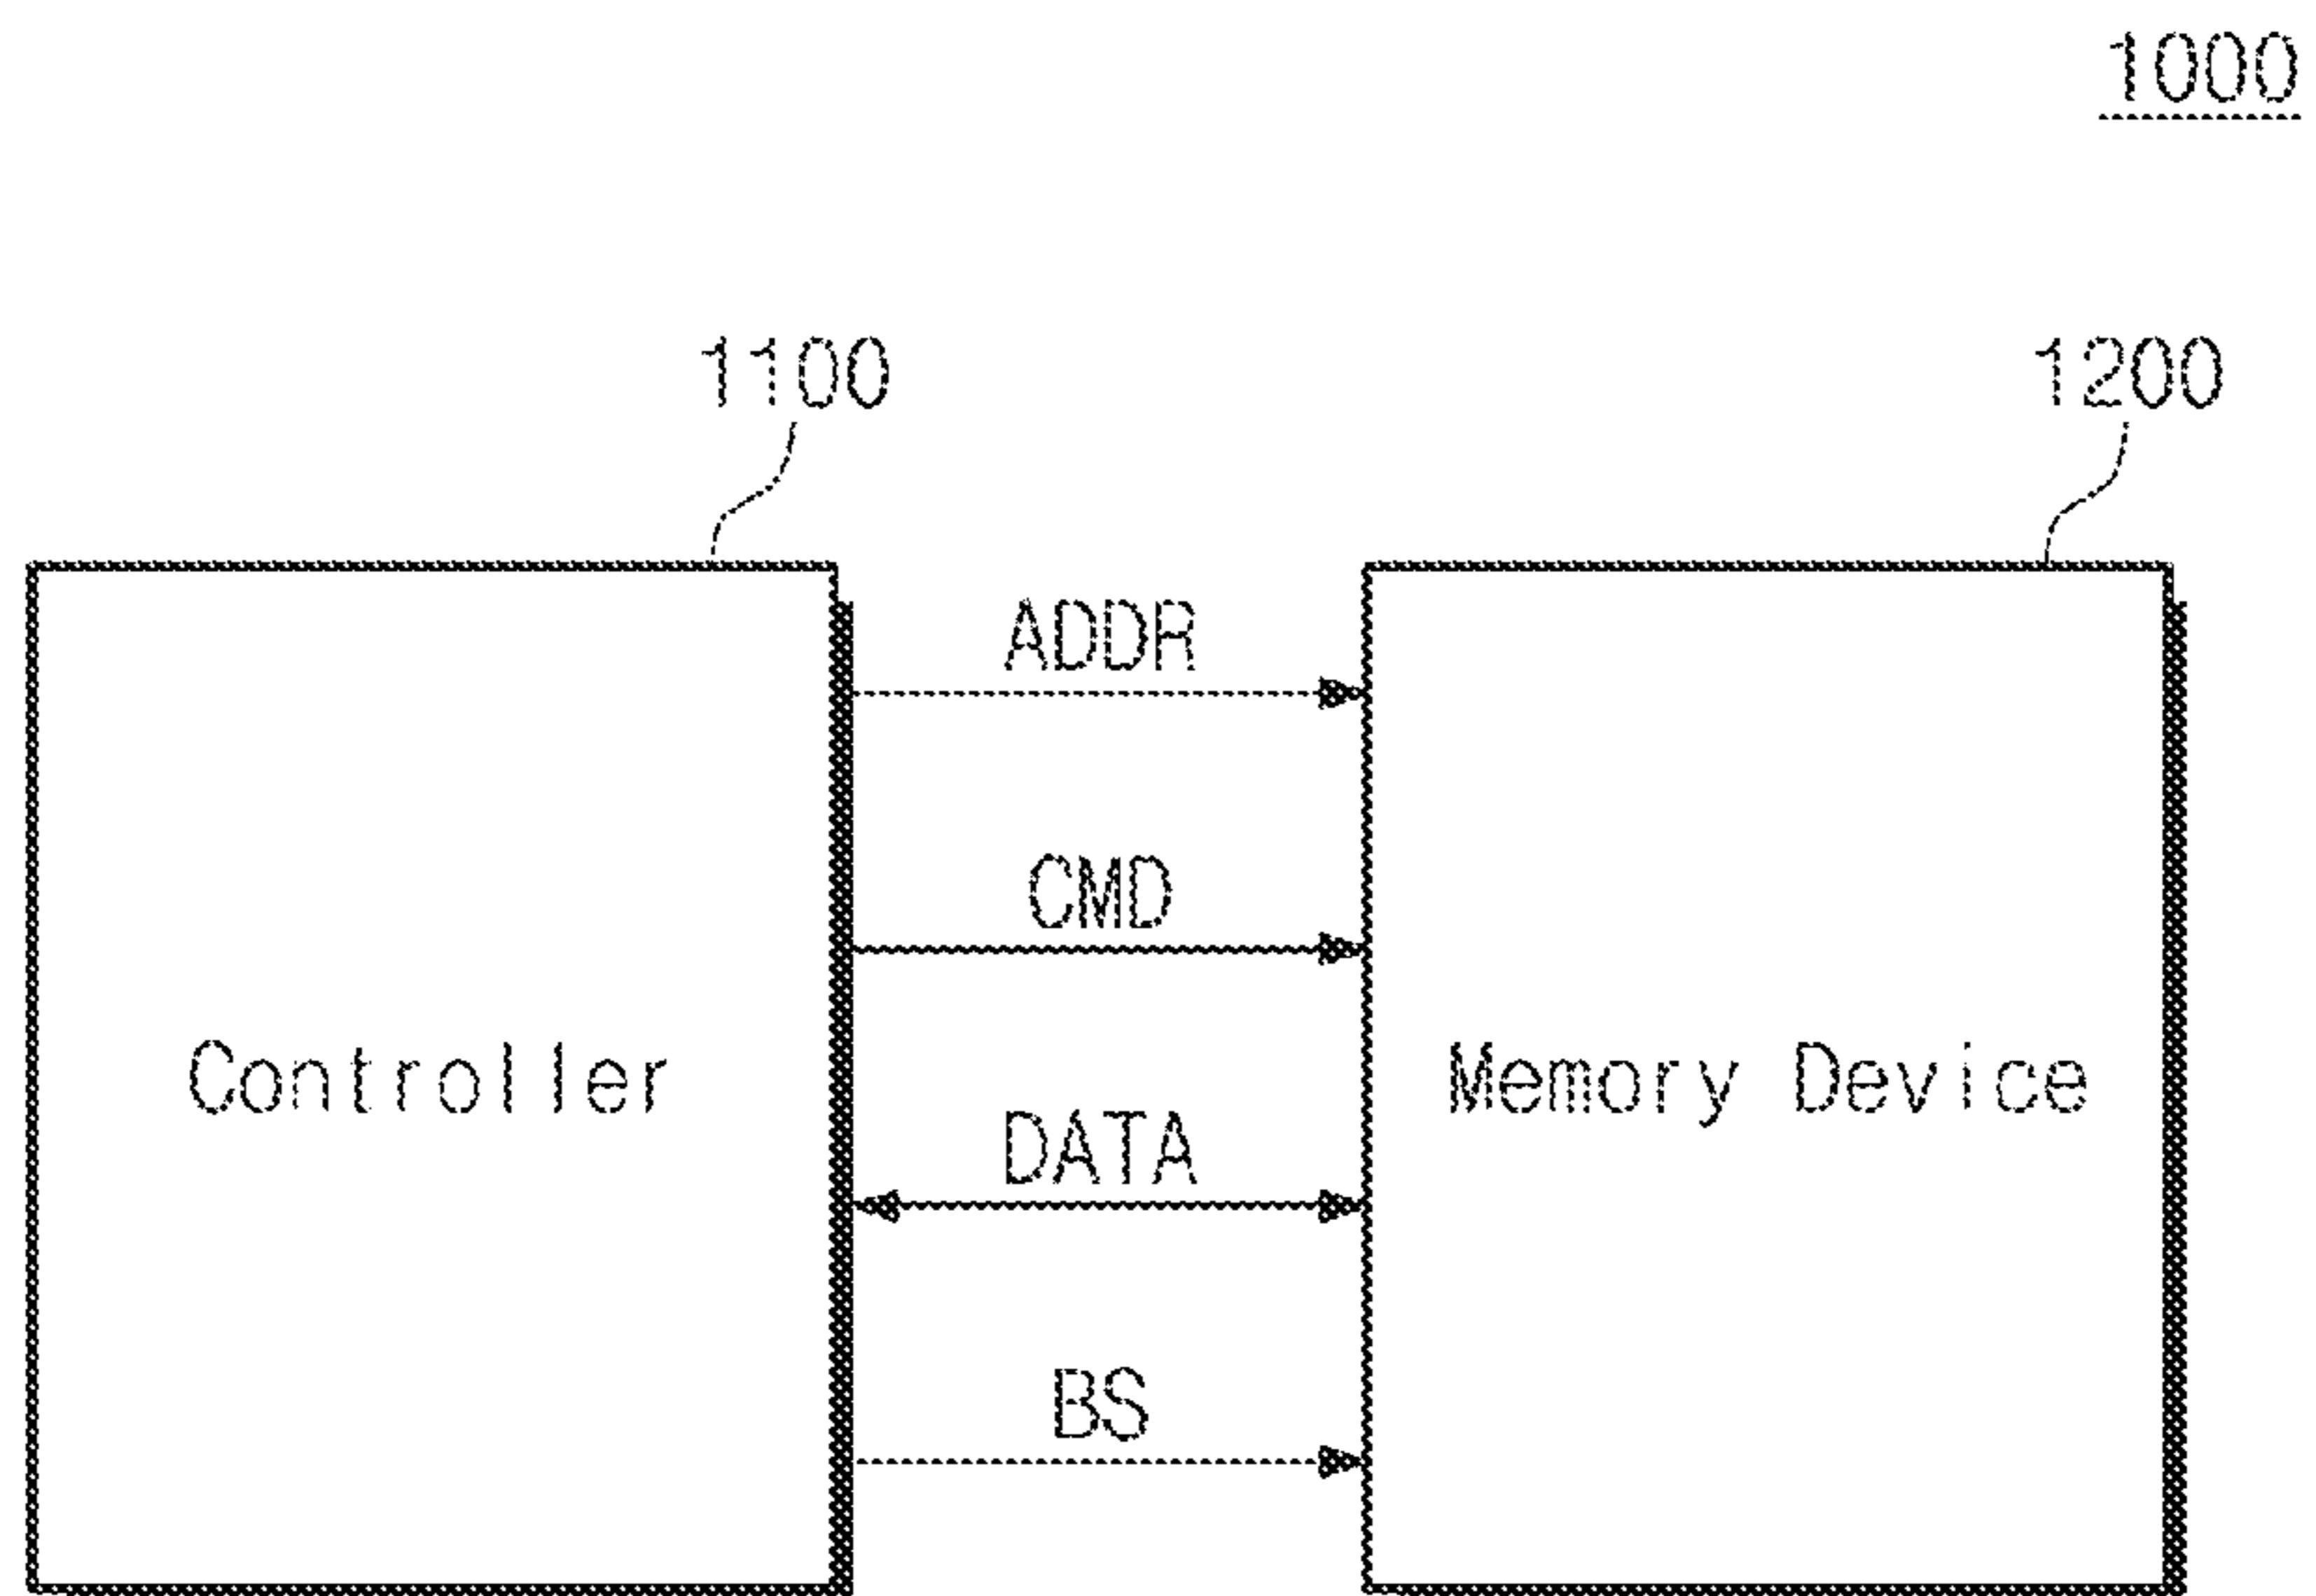 1000
1100
1200
ADDR
CMD
Controller
Memory Device
DATA
BS